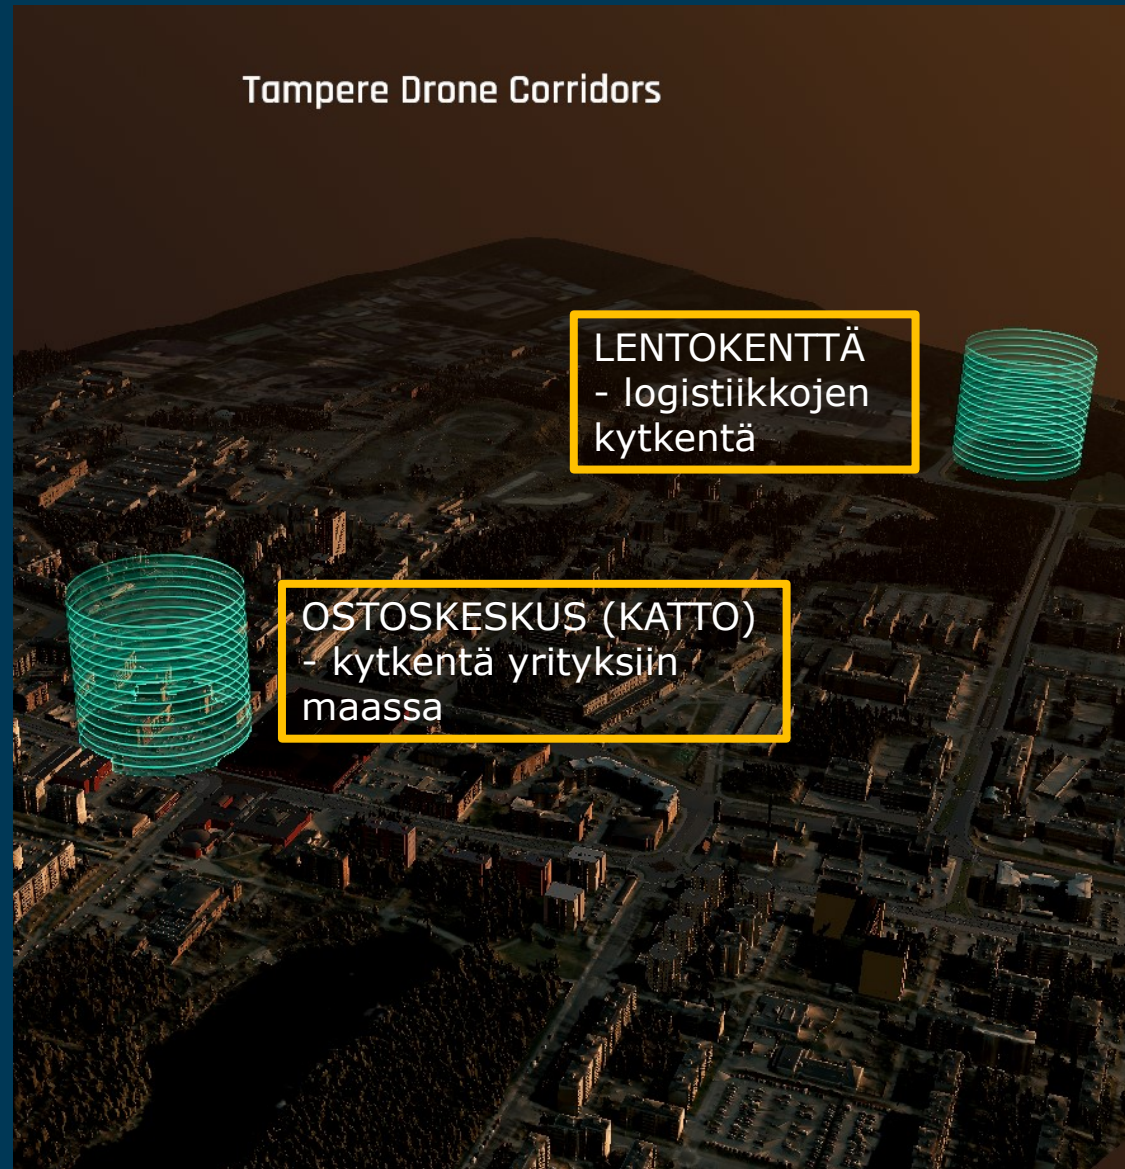 Tampere Drone Corridors
LENTOKENTTÄ
- logistiikkojen
kytkentä
OSTOSKESKUS (KATTO)
- kytkentä yrityksiin
maassa